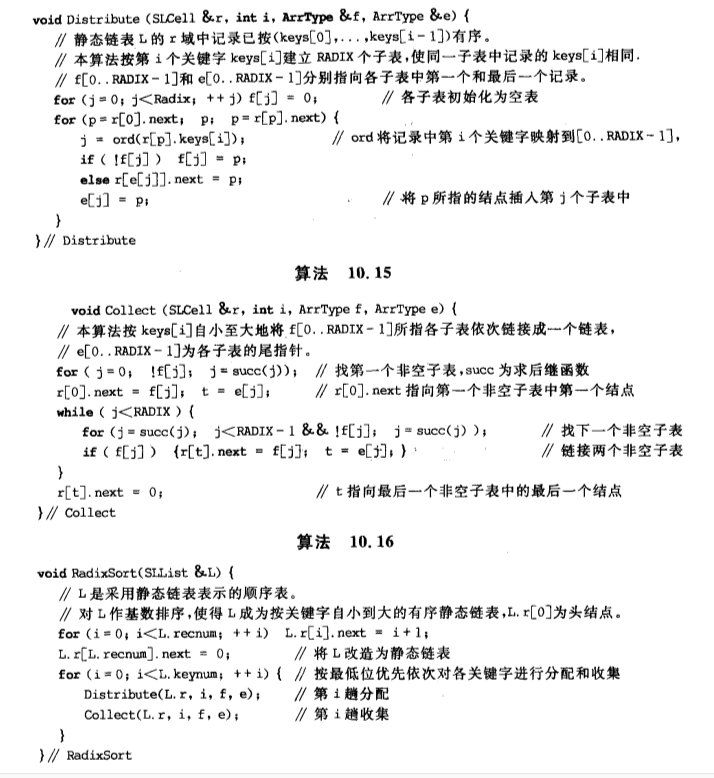 void Distribute (SLCell &r, int i, ArrType &f, ArrType &e) {
// 静态链表 L 的 r 域中记录已按(keys[0],...,keys[i-1])有序。
// 本算法按第 i 个关键字 keys[i]建立 RADIX 个子表,使同一子表中记录的 keys[i]相同.
// f[0..RADIX-1]和 e[0..RADIX-1]分别指向各子表中第一个和最后一个记录。
for (j=0; j<Radix; ++j) f[j] = 0; // 各子表初始化为空表
for (p=r[0].next; p; p=r[p].next) {
j = ord(r[p].keys[i]); // ord 将记录中第 i 个关键字映射到[0..RADIX-1],
if (!f[j]) f[j] = p;
else r[e[j]].next = p;
e[j] = p; // 将 p 所指的结点插入第 j 个子表中
}
}// Distribute
算法 10.15
void Collect (SLCell &r, int i, ArrType f, ArrType e) {
// 本算法按 keys[i]自小至大地将 f[0..RADIX-1]所指各子表依次链接成一个链表,
// e[0..RADIX-1]为各子表的尾指针。
for (j=0; !f[j]; j=succ(j)); // 找第一个非空子表,succ 为求后继函数
r[0].next = f[j]; t = e[j]; // r[0].next 指向第一个非空子表中第一个结点
while (j<RADIX) {
for (j=succ(j); j<RADIX-1 && !f[j]; j=succ(j)); // 找下一个非空子表
if (f[j]) {r[t].next = f[j]; t = e[j];} // 链接两个非空子表
}
r[t].next = 0; // t 指向最后一个非空子表中的最后一个结点
}// Collect
算法 10.16
void RadixSort(SLList &L) {
// L 是采用静态链表表示的顺序表。
// 对 L 作基数排序,使得 L 成为按关键字自小到大的有序静态链表,L.r[0]为头结点。
for (i=0; i<L.recnum; ++i) L.r[i].next = i+1;
L.r[L.recnum].next = 0; // 将 L 改造为静态链表
for (i=0; i<L.keynum; ++i) { // 按最低位优先依次对各关键字进行分配和收集
Distribute(L.r, i, f, e); // 第 i 趟分配
Collect(L.r, i, f, e); // 第 i 趟收集
}
}// RadixSort